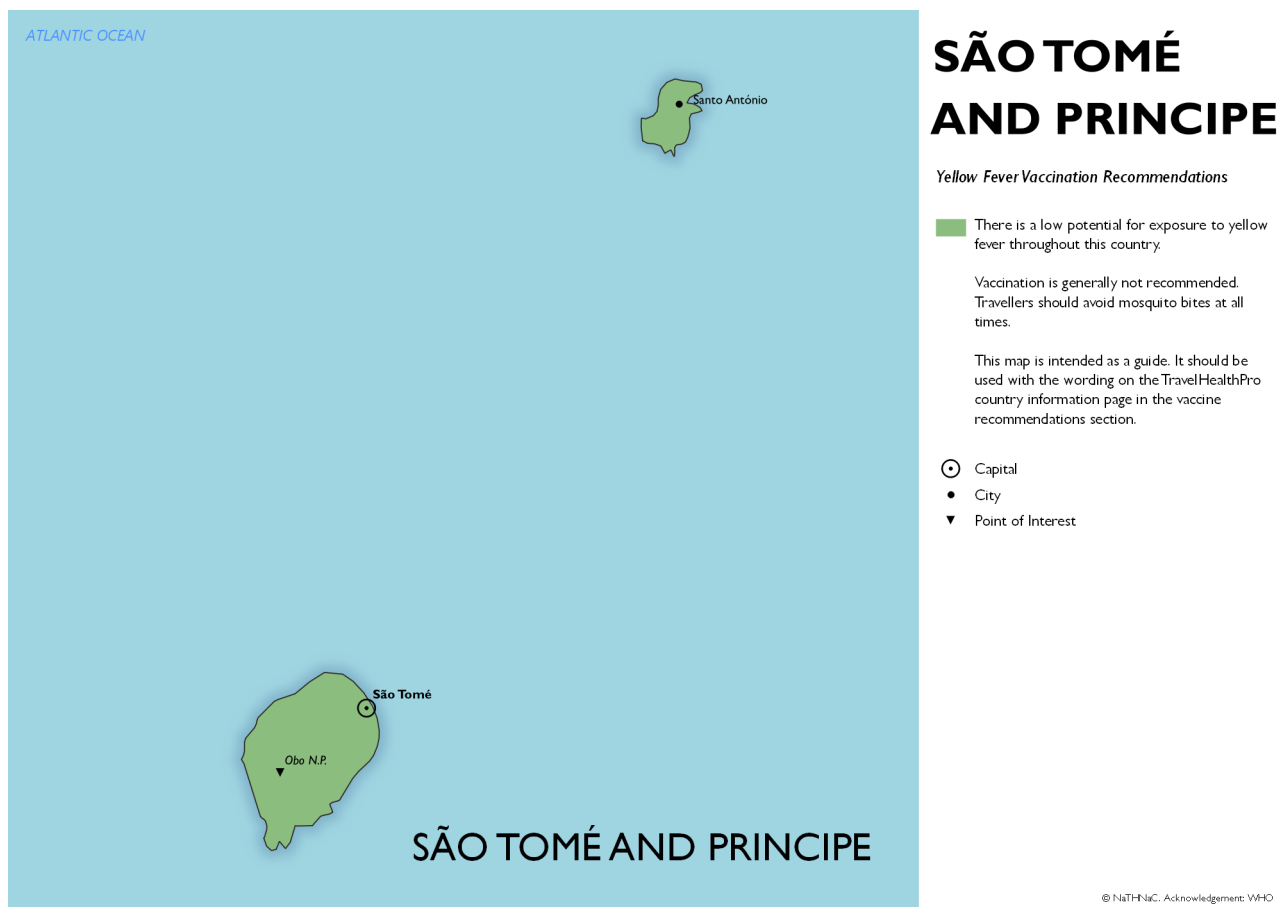 ATLANTIC OCEAN
Santo António
São Tomé
Obo N.P.
SÃO TOMÉ AND PRINCIPE
SÃO TOMÉ
AND PRINCIPE
Yellow Fever Vaccination Recommendations
There is a low potential for exposure to yellow
fever throughout this country.
Vaccination is generally not recommended.
Travellers should avoid mosquito bites at all
times.
This map is intended as a guide. It should be
used with the wording on the TravelHealthPro
country information page in the vaccine
recommendations section.
Capital
City
Point of Interest
© NaTHNaC. Acknowledgement: WHO